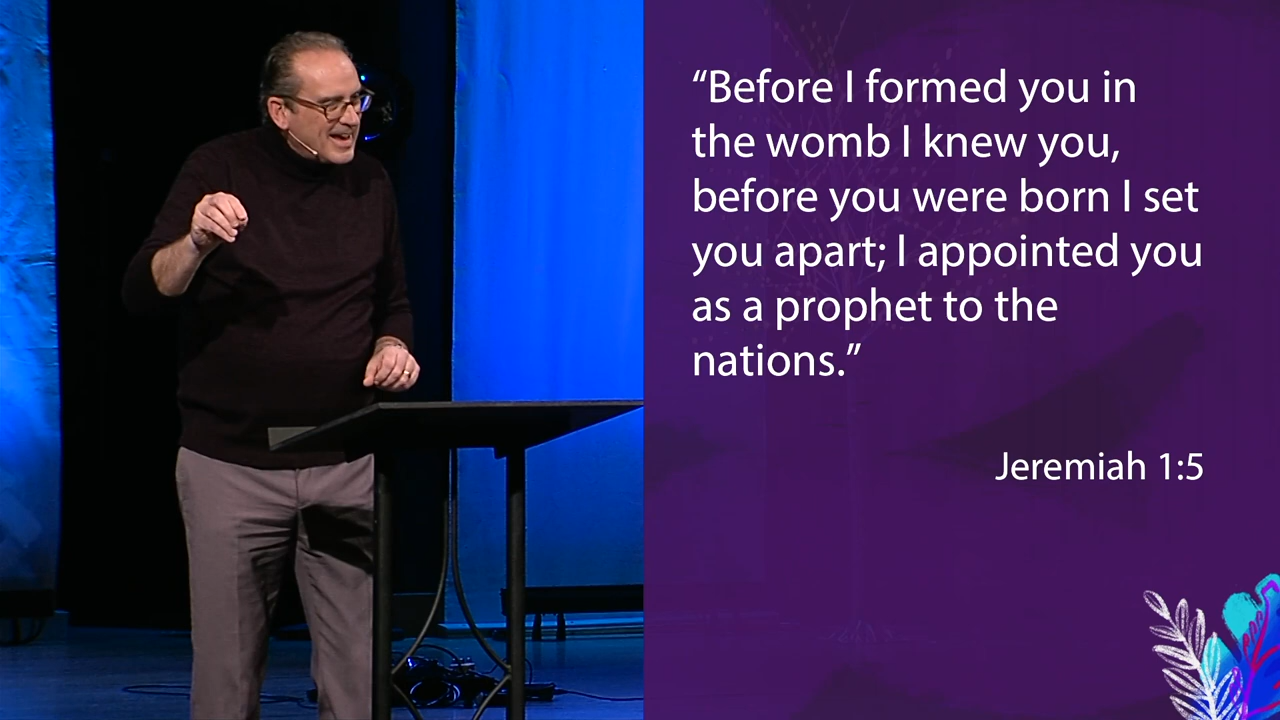 “Before I formed you in
the womb I knew you,
before you were born I set
you apart; I appointed you
as a prophet to the
nations.”
Jeremiah 1:5